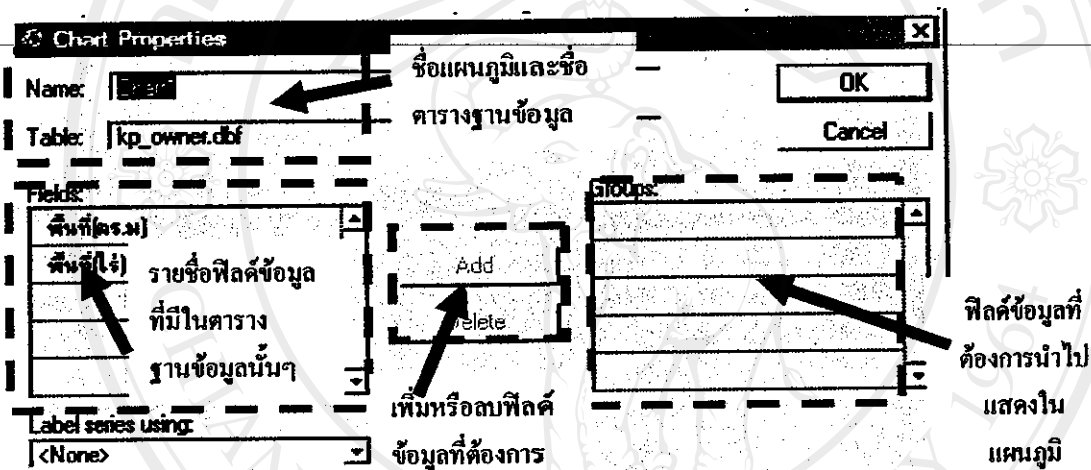 Chart Properties
Name:
ชื่อแผนภูมิและชื่อ
ตารางฐานข้อมูล
OK
Table: kp_owner.dbf
Cancel
Fields:
พื้นที่(ตร.ม)
พื้นที่(ไร่)
รายชื่อฟิลด์ข้อมูล
ที่มีในตาราง
ฐานข้อมูลนั้นๆ
Add
Delete
เพิ่มหรือลบฟิลด์
ข้อมูลที่ต้องการ
Groups:
ฟิลด์ข้อมูลที่
ต้องการนำไป
แสดงใน
แผนภูมิ
Label series using:
<None>